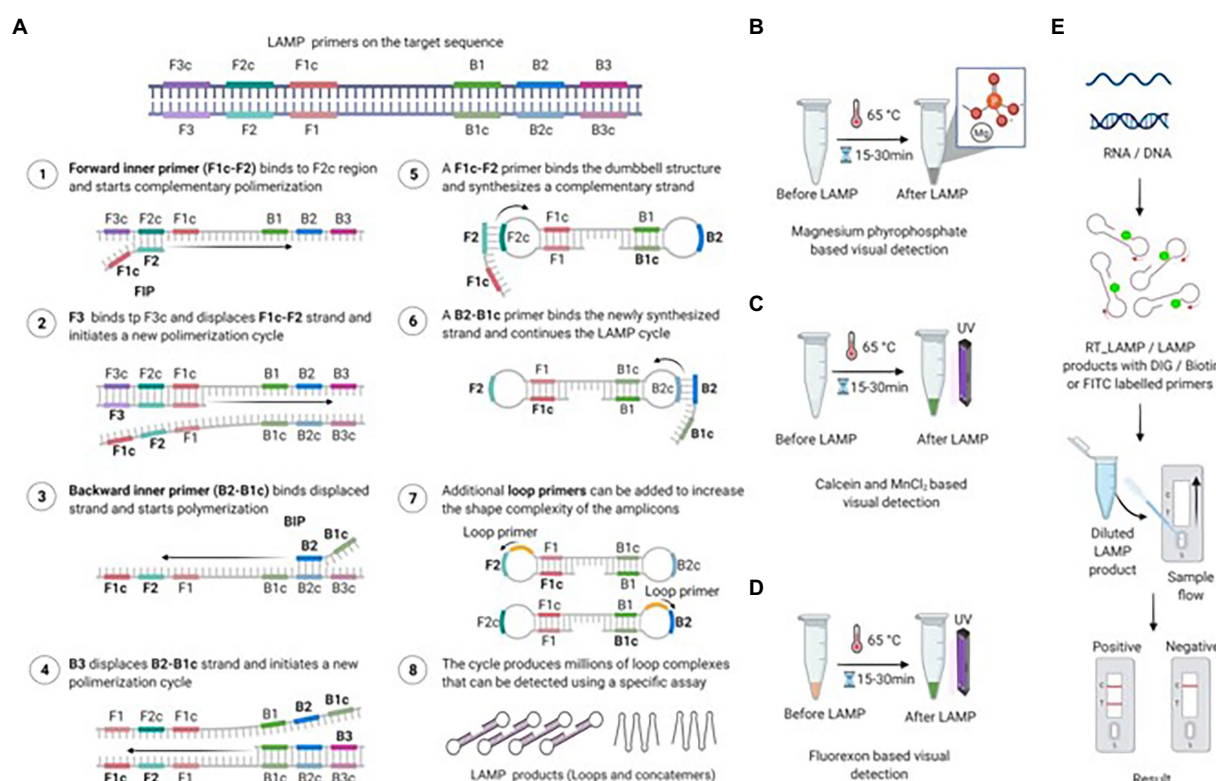 A
LAMP primers on the target sequence
F3c F2c F1c B1 B2 B3
F3 F2 F1 B1c B2c B3c
1
Forward inner primer (F1c-F2) binds to F2c region
and starts complementary polimerization
F3c F2c F1c B1 B2 B3
F2
F1c
FIP
2
F3 binds tp F3c and displaces F1c-F2 strand and
initiates a new polimerization cycle
F3c F2c F1c B1 B2 B3
F3
F1c F2 F1 B1c B2c B3c
3
Backward inner primer (B2-B1c) binds displaced
strand and starts polymerization
BIP
B1c
B2
F1c F2 F1 B1c B2c B3c
4
B3 displaces B2-B1c strand and initiates a new
polimerization cycle
B1c
F1 F2c F1c B1 B2
B3
F1c F2 F1 B1c B2c B3c
5
A F1c-F2 primer binds the dumbbell structure
and synthesizes a complementary strand
F1c B1
F2 F2c B2
F1 B1c
F1c
6
A B2-B1c primer binds the newly synthesized
strand and continues the LAMP cycle
F1 B1c
F2 B2c B2
F1c B1
B1c
7
Additional loop primers can be added to increase
the shape complexity of the amplicons
Loop primer
F1 B1c
F2 B2c
F1c B1
Loop primer
F1c B1
F2c B2
F1 B1c
8
The cycle produces millions of loop complexes
that can be detected using a specific assay
LAMP products (Loops and concatemers)
B
65 °C
15-30min
Mg
Before LAMP After LAMP
Magnesium phyrophosphate
based visual detection
C
UV
65 °C
15-30min
Before LAMP After LAMP
Calcein and MnCl₂ based
visual detection
D
UV
65 °C
15-30min
Before LAMP After LAMP
Fluorexon based visual
detection
E
RNA / DNA
RT_LAMP / LAMP
products with DIG / Biotin
or FITC labelled primers
C
T
S
Diluted
LAMP
product
Sample
flow
Positive Negative
C C
T T
S S
Result